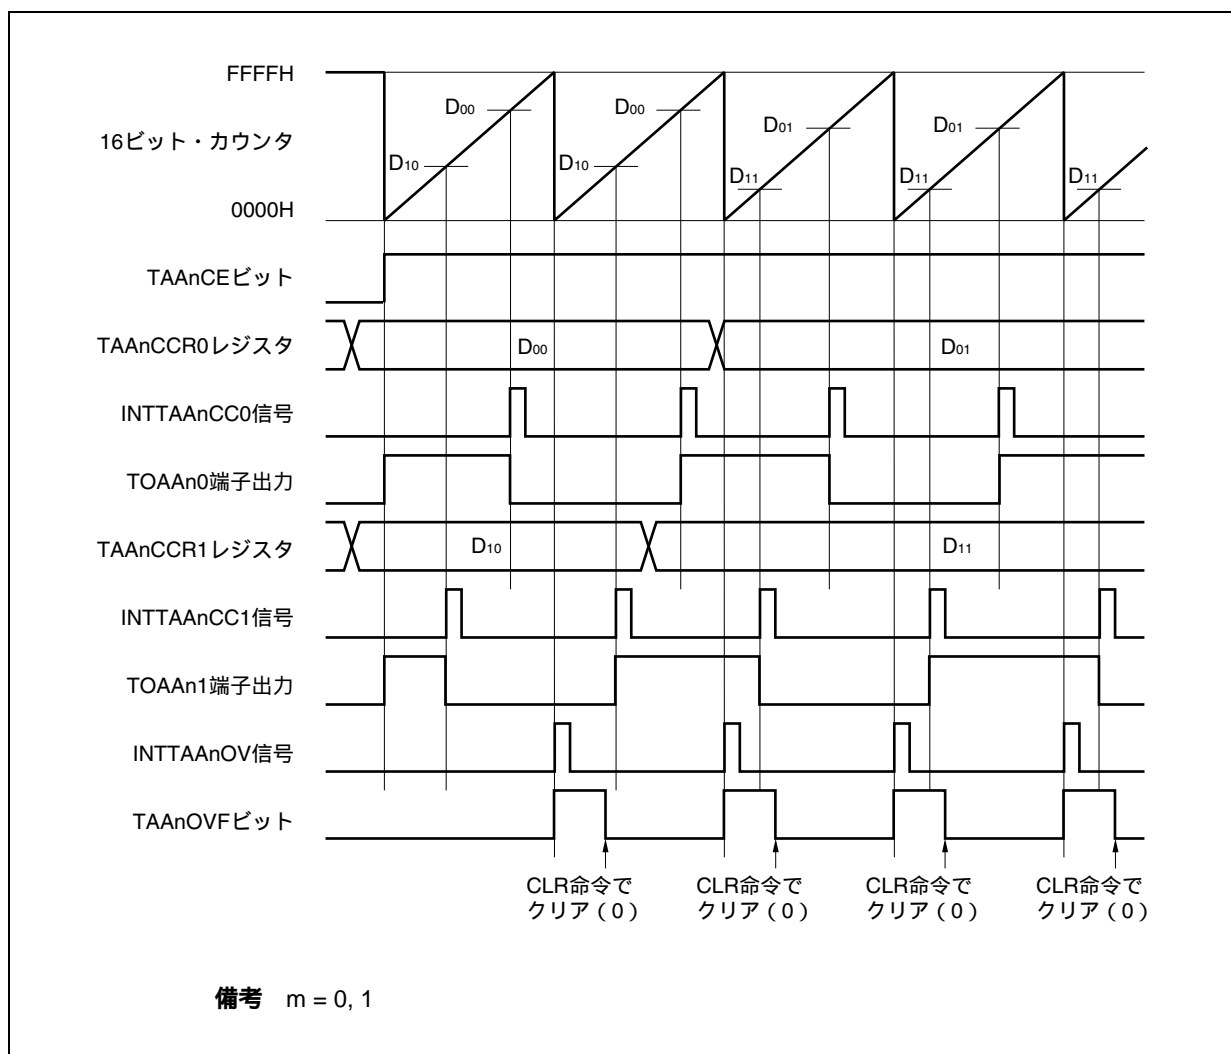 FFFFH
D00
D00
D01
D01
16ビット・カウンタ
D10
D10
D11
D11
D11
0000H
TAAnCEビット
TAAnCCR0レジスタ
D00
D01
INTTAAnCC0信号
TOAAn0端子出力
TAAnCCR1レジスタ
D10
D11
INTTAAnCC1信号
TOAAn1端子出力
INTTAAnOV信号
TAAnOVFビット
CLR命令で
クリア（0）
CLR命令で
クリア（0）
CLR命令で
クリア（0）
CLR命令で
クリア（0）
備考 m = 0, 1